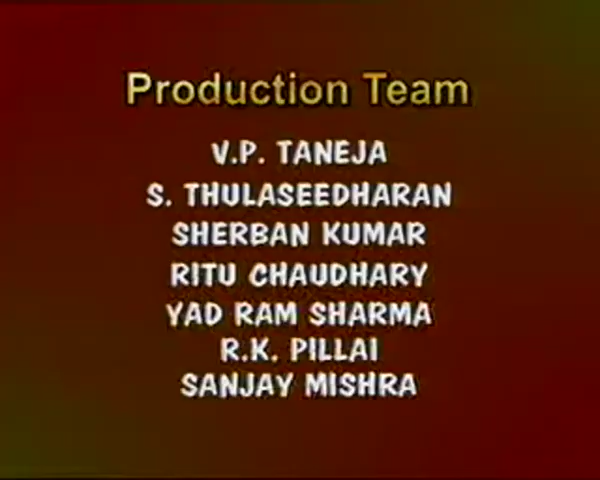 Production Team
V.P. TANEJA
S. THULASEEDHARAN
SHERBAN KUMAR
RITU CHAUDHARY
YAD RAM SHARMA
R.K. PILLAI
SANJAY MISHRA